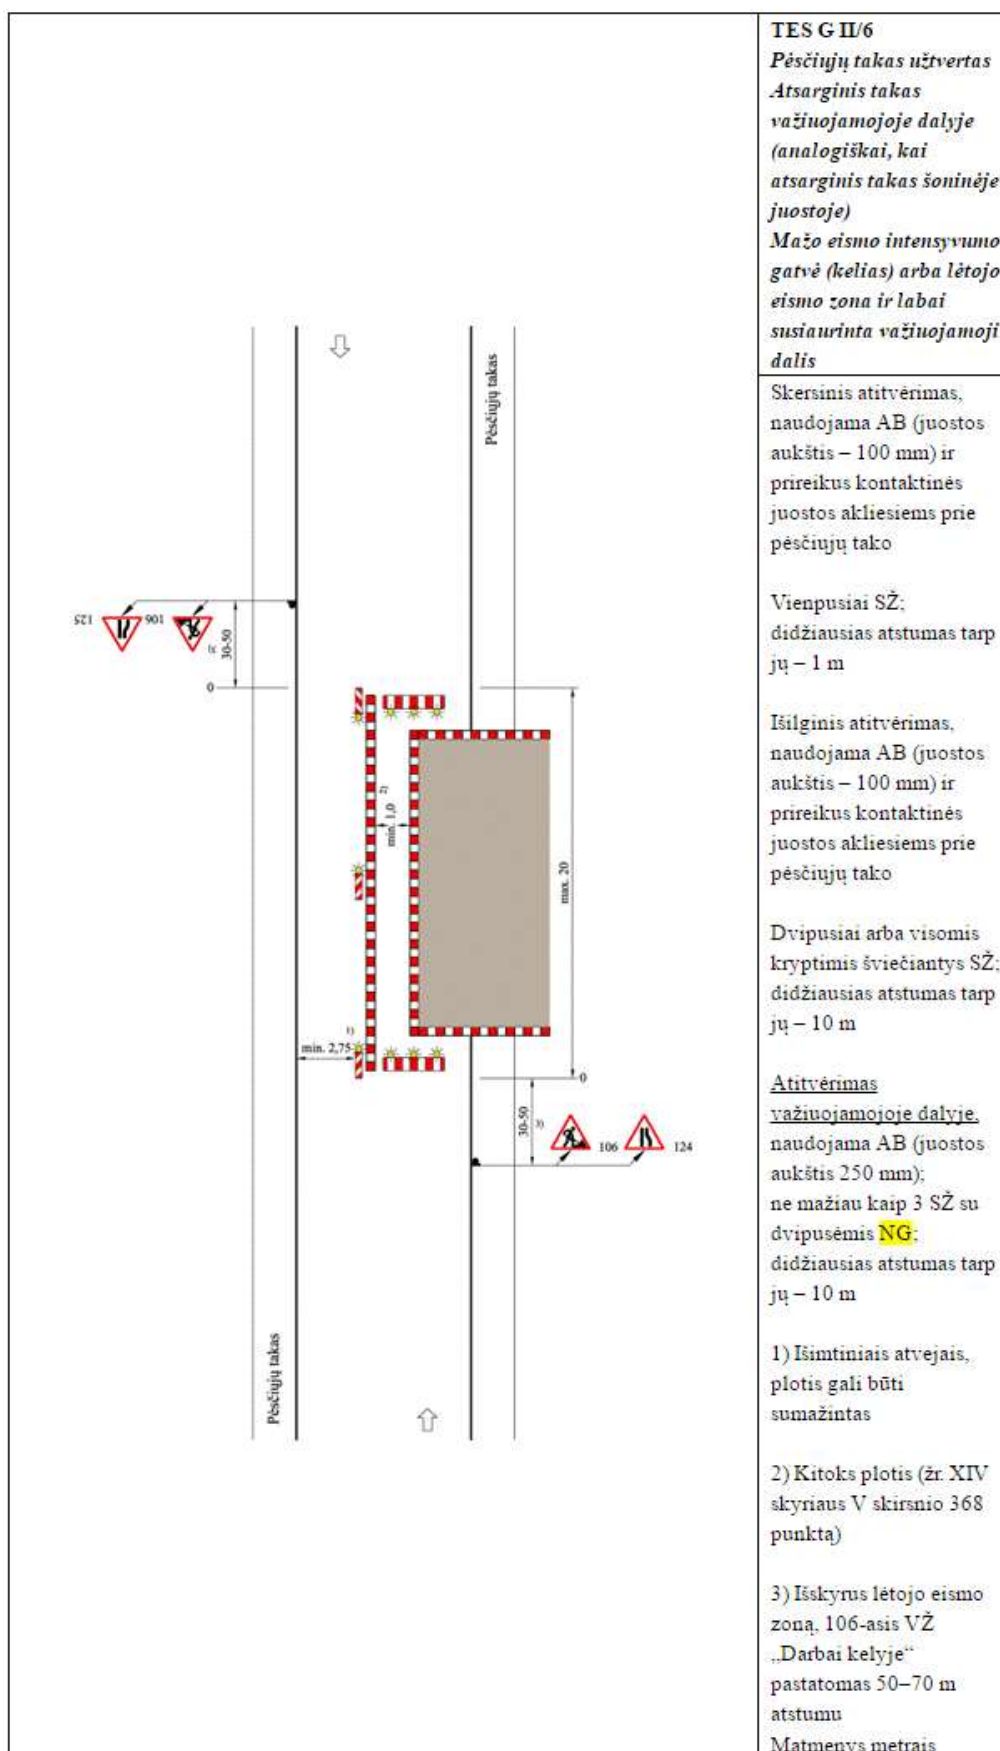 TES G II/6
Pėsčiųjų takas užtvertas
Atsarginis takas
važiuojamojoje dalyje
(analogiškai, kai
atsarginis takas šoninėje
juostoje)
Mažo eismo intensyvumo
gatvė (kelias) arba lėtojo
eismo zona ir labai
susiaurinta važiuojamoji
dalis
Skersinis atitvėrimas,
naudojama AB (juostos
aukštis – 100 mm) ir
prireikus kontaktinės
juostos akliesiems prie
pėsčiųjų tako
Vienpusiai SŽ;
didžiausias atstumas tarp
jų – 1 m
Išilginis atitvėrimas,
naudojama AB (juostos
aukštis – 100 mm) ir
prireikus kontaktinės
juostos akliesiems prie
pėsčiųjų tako
Dvipusiai arba visomis
kryptimis šviečiantys SŽ;
didžiausias atstumas tarp
jų – 10 m
Atitvėrimas
važiuojamojoje dalyje,
naudojama AB (juostos
aukštis 250 mm);
ne mažiau kaip 3 SŽ su
dvipusėmis NG;
didžiausias atstumas tarp
jų – 10 m
1) Išimtiniais atvejais,
plotis gali būti
sumažintas
2) Kitoks plotis (žr. XIV
skyriaus V skirsnio 368
punktą)
3) Išskyrus lėtojo eismo
zoną, 106-asis VŽ
„Darbai kelyje“
pastatomas 50–70 m
atstumu
Matmenys metrais
Pėsčiųjų takas
125
106
30-50
3)
0
2)
min. 1,0
max. 20
1)
min. 2,75
0
30-50
3)
106
124
Pėsčiųjų takas